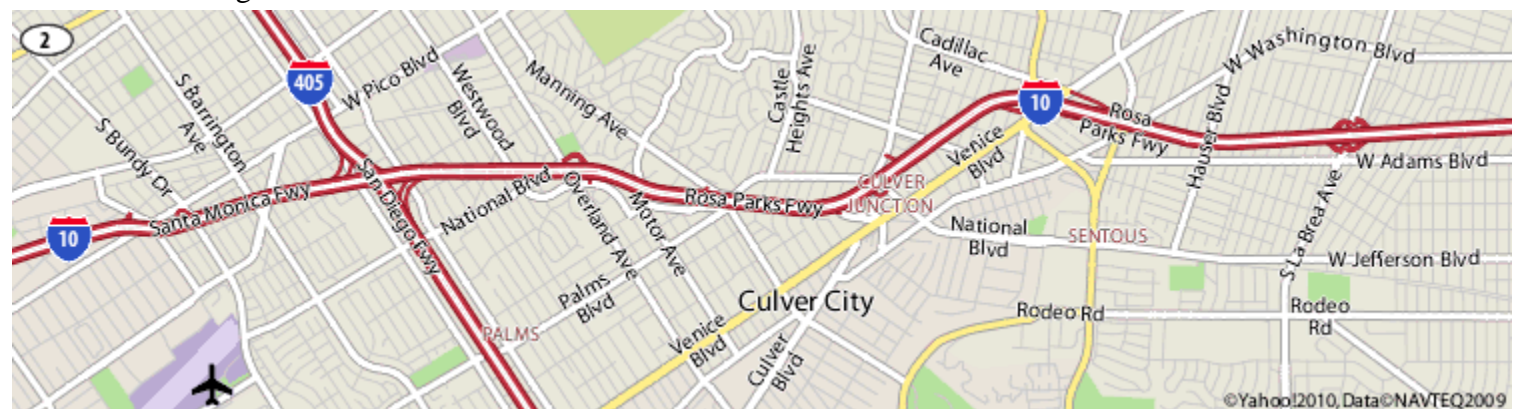 2
405
W Pico Blvd
S Barrington
Ave
S Bundy Dr
Westwood
Blvd
Manning Ave
Castle
Heights Ave
Cadillac
Ave
W Washington Blvd
10
Rosa
Parks Fwy
Venice
Blvd
Hauser Blvd
W Adams Blvd
CULVER
JUNCTION
San Diego Fwy
Santa Monica Fwy
10
National Blvd
Overland Ave
Motor Ave
Rosa Parks Fwy
National
Blvd
SENTOUS
S La Brea Ave
W Jefferson Blvd
Palms
Blvd
PALMS
Culver City
Venice
Blvd
Culver
Blvd
Rodeo Rd
Rodeo
Rd
©Yahoo!2010, Data©NAVTEQ2009